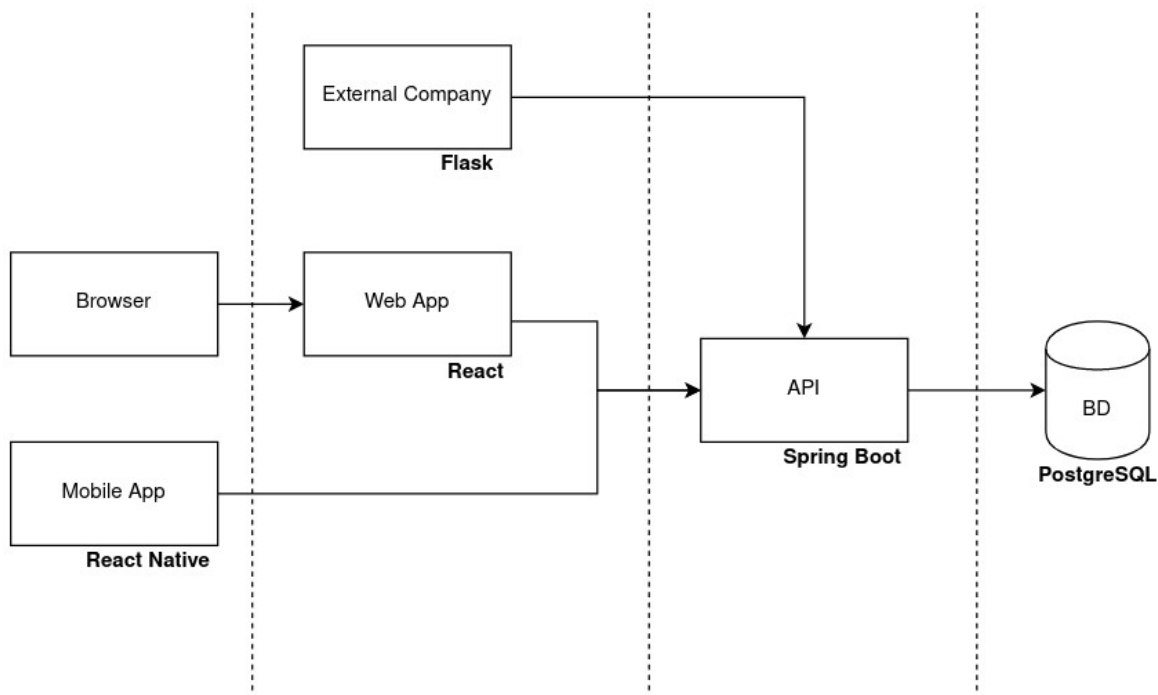 External Company
Flask
Browser
Web App
React
Mobile App
React Native
API
Spring Boot
BD
PostgreSQL